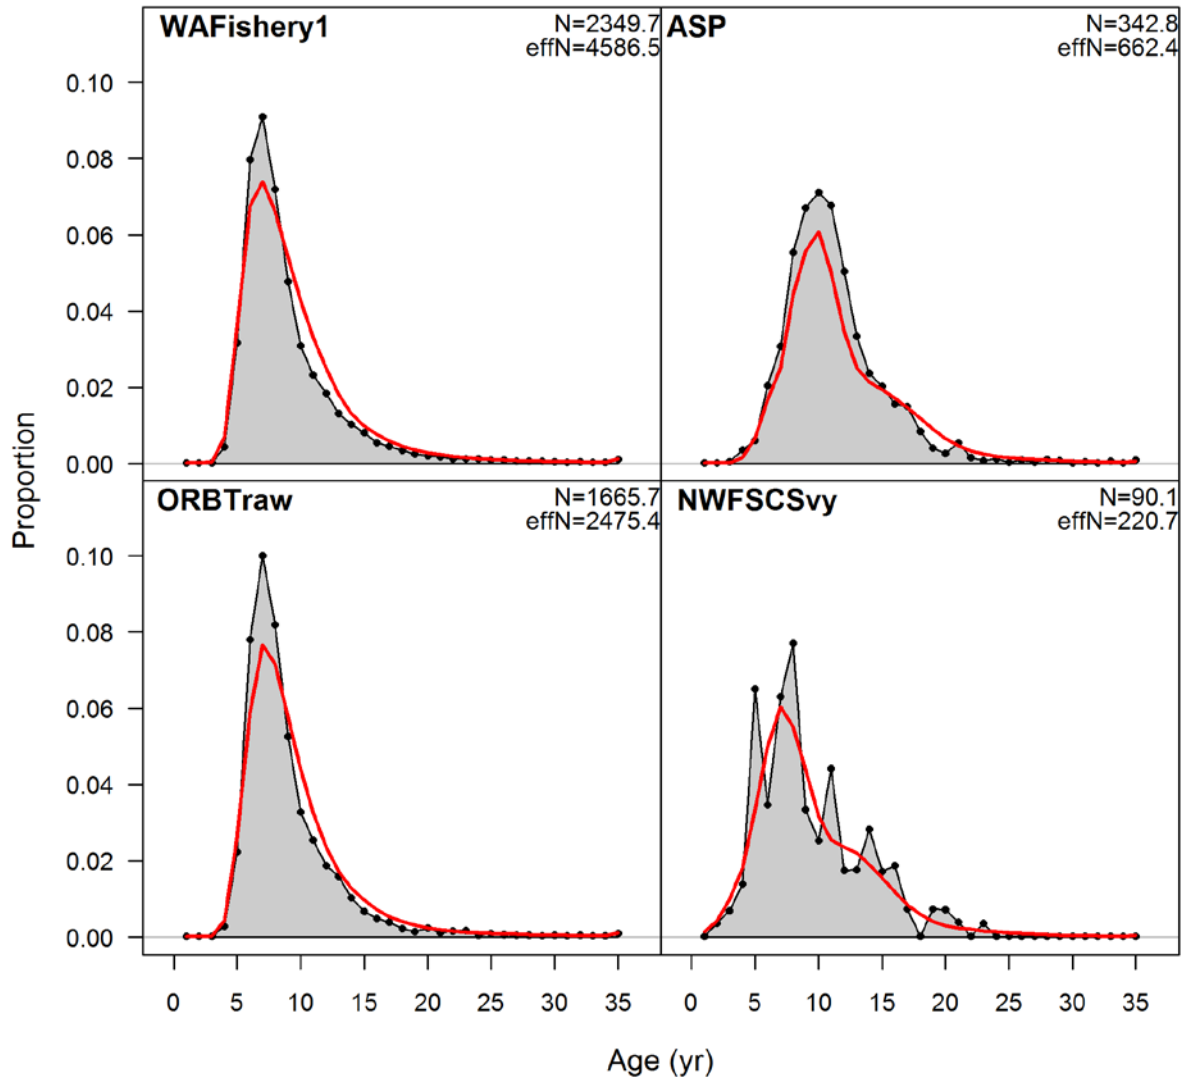 WAFishery1
N=2349.7
effN=4586.5
ASP
N=342.8
effN=662.4
0.10
0.08
0.06
0.04
0.02
0.00
ORBTraw
N=1665.7
effN=2475.4
NWFSCSvy
N=90.1
effN=220.7
0.10
0.08
0.06
0.04
0.02
0.00
Proportion
0 5 10 15 20 25 30 35
0 5 10 15 20 25 30 35
Age (yr)